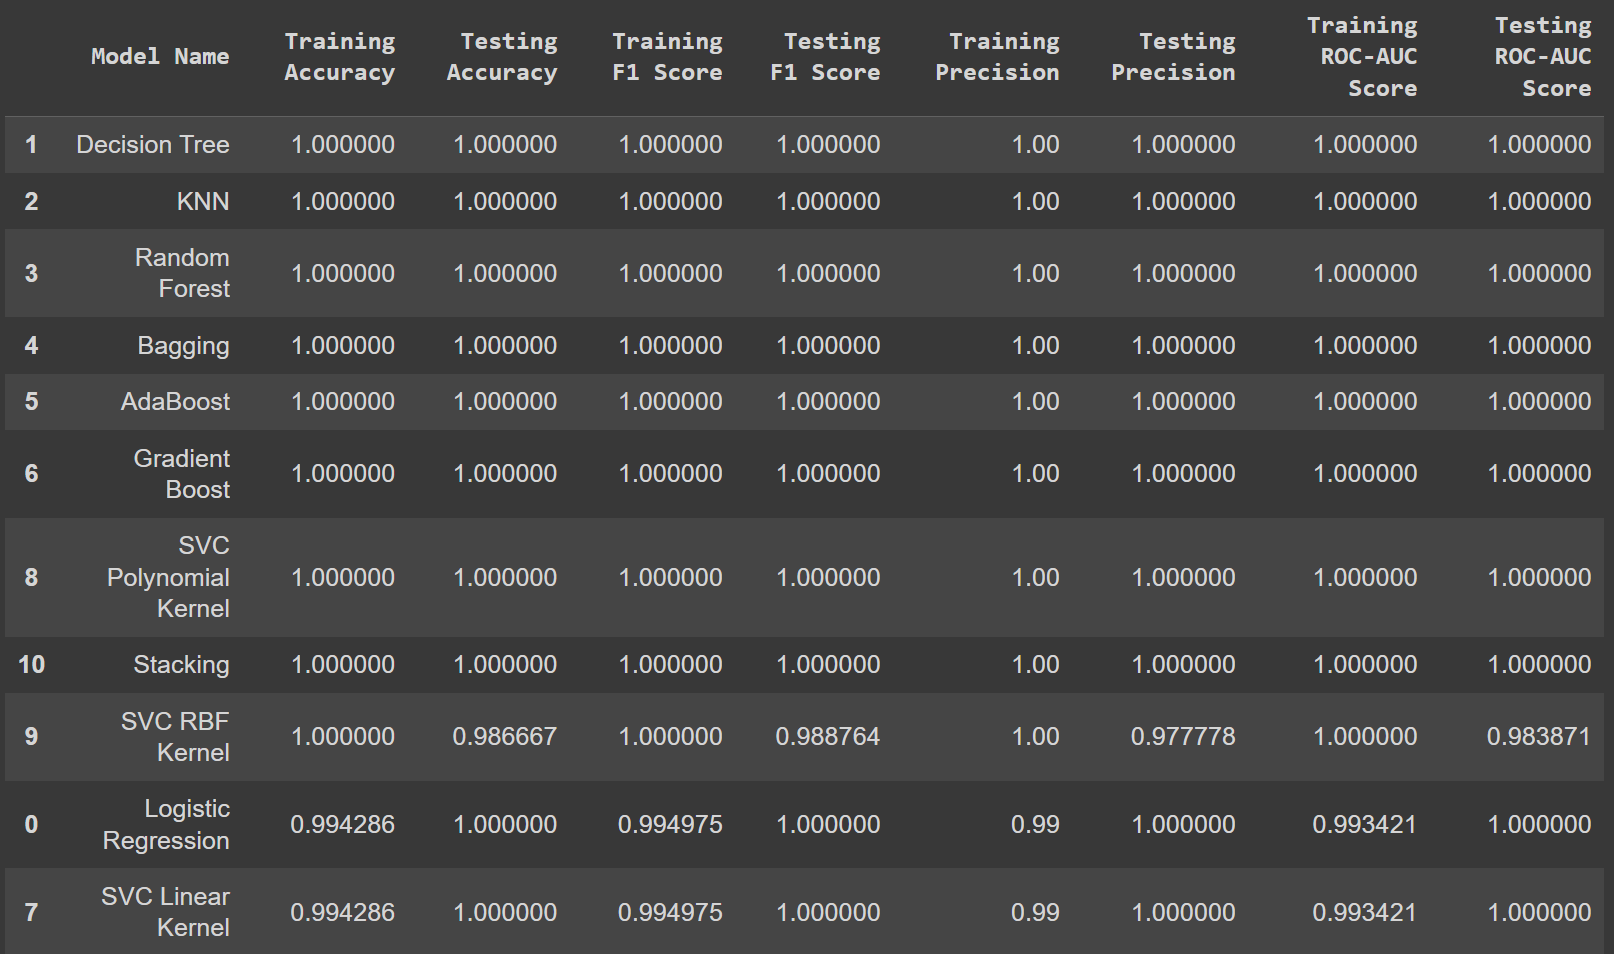 Model Name Training Accuracy Testing Accuracy Training F1 Score Testing F1 Score Training Precision Testing Precision Training ROC-AUC Score Testing ROC-AUC Score
1 Decision Tree 1.000000 1.000000 1.000000 1.000000 1.00 1.000000 1.000000 1.000000
2 KNN 1.000000 1.000000 1.000000 1.000000 1.00 1.000000 1.000000 1.000000
3 Random Forest 1.000000 1.000000 1.000000 1.000000 1.00 1.000000 1.000000 1.000000
4 Bagging 1.000000 1.000000 1.000000 1.000000 1.00 1.000000 1.000000 1.000000
5 AdaBoost 1.000000 1.000000 1.000000 1.000000 1.00 1.000000 1.000000 1.000000
6 Gradient Boost 1.000000 1.000000 1.000000 1.000000 1.00 1.000000 1.000000 1.000000
8 SVC Polynomial Kernel 1.000000 1.000000 1.000000 1.000000 1.00 1.000000 1.000000 1.000000
10 Stacking 1.000000 1.000000 1.000000 1.000000 1.00 1.000000 1.000000 1.000000
9 SVC RBF Kernel 1.000000 0.986667 1.000000 0.988764 1.00 0.977778 1.000000 0.983871
0 Logistic Regression 0.994286 1.000000 0.994975 1.000000 0.99 1.000000 0.993421 1.000000
7 SVC Linear Kernel 0.994286 1.000000 0.994975 1.000000 0.99 1.000000 0.993421 1.000000